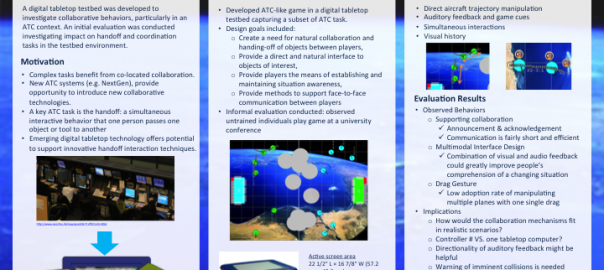 A digital tabletop testbed was developed to
investigate collaborative behaviors, particularly in an
ATC context. An initial evaluation was conducted
investigating impact on handoff and coordination
tasks in the testbed environment.
Motivation
• Complex tasks benefit from co-located collaboration.
• New ATC systems (e.g. NextGen), provide
opportunity to introduce new collaborative
technologies.
• A key ATC task is the handoff: a simultaneous
interactive behavior that one person passes one
object or tool to another
• Emerging digital tabletop technology offers potential
to support innovative handoff interaction techniques.
• Developed ATC-like game in a digital tabletop
testbed capturing a subset of ATC task.
• Design goals included:
o Create a need for natural collaboration and
handing-off of objects between players,
o Provide a direct and natural interface to
objects of interest,
o Provide players the means of establishing and
maintaining situation awareness,
o Provide methods to support face-to-face
communication between players
• Informal evaluation conducted: observed
untrained individuals play game at a university
conference
Active screen area
22 1/2" L × 16 7/8" W (57.2
• Direct aircraft trajectory manipulation
• Auditory feedback and game cues
• Simultaneous interactions
• Visual history
Evaluation Results
• Observed Behaviors
o Supporting collaboration
✓ Announcement & acknowledgement
✓ Communication is fairly short and efficient
o Multimodal Interface Design
✓ Combination of visual and audio feedback
could greatly improve people's
comprehension of a changing situation
o Drag Gesture
✓ Low adoption rate of manipulating
multiple planes with one single drag
• Implications
o How would the collaboration mechanisms fit
in realistic scenarios?
o Controller # VS. one tabletop computer?
o Directionality of auditory feedback might be
helpful
o Warning of imminent collisions is needed